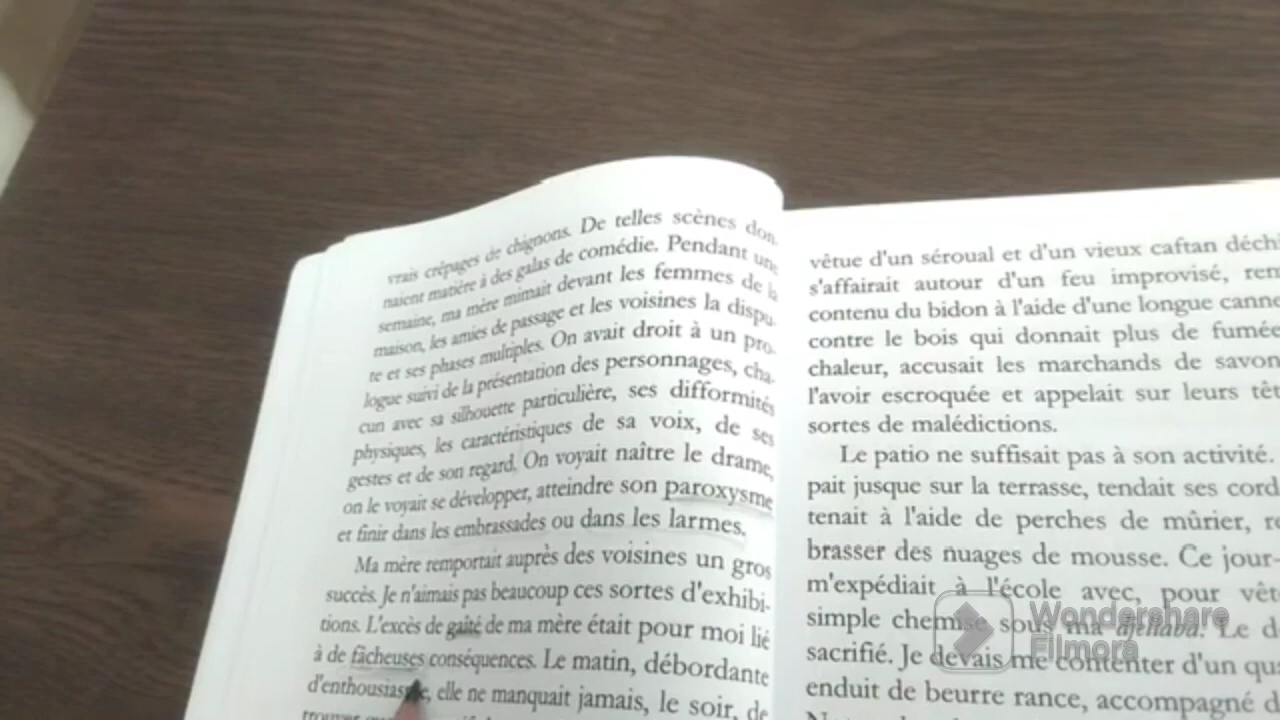 vrais crêpages de chignons. De telles scènes don-
naient matière à des galas de comédie. Pendant une
semaine, ma mère mimait devant les femmes de la
maison, les amies de passage et les voisines la dispu-
te et ses phases multiples. On avait droit à un pro-
logue suivi de la présentation des personnages, cha-
cun avec sa silhouette particulière, ses difformités
physiques, les caractéristiques de sa voix, de ses
gestes et de son regard. On voyait naître le drame,
on le voyait se développer, atteindre son paroxysme
et finir dans les embrassades ou dans les larmes.
Ma mère remportait auprès des voisines un gros
succès. Je n'aimais pas beaucoup ces sortes d'exhibi-
tions. L'excès de gaîté de ma mère était pour moi lié
à de fâcheuses conséquences. Le matin, débordante
d'enthousiasme, elle ne manquait jamais, le soir, de
trouver
vêtue d'un séroual et d'un vieux caftan déchi
s'affairait autour d'un feu improvisé, rem
contenu du bidon à l'aide d'une longue canne
contre le bois qui donnait plus de fumée
chaleur, accusait les marchands de savon
l'avoir escroquée et appelait sur leurs têt
sortes de malédictions.
Le patio ne suffisait pas à son activité.
pait jusque sur la terrasse, tendait ses cord
tenait à l'aide de perches de mûrier, re
brasser des nuages de mousse. Ce jour-
m'expédiait à l'école avec, pour vête
simple chemise sous ma djellaba. Le d
sacrifié. Je devais me contenter d'un qua
enduit de beurre rance, accompagné d
Wondershare
Filmora